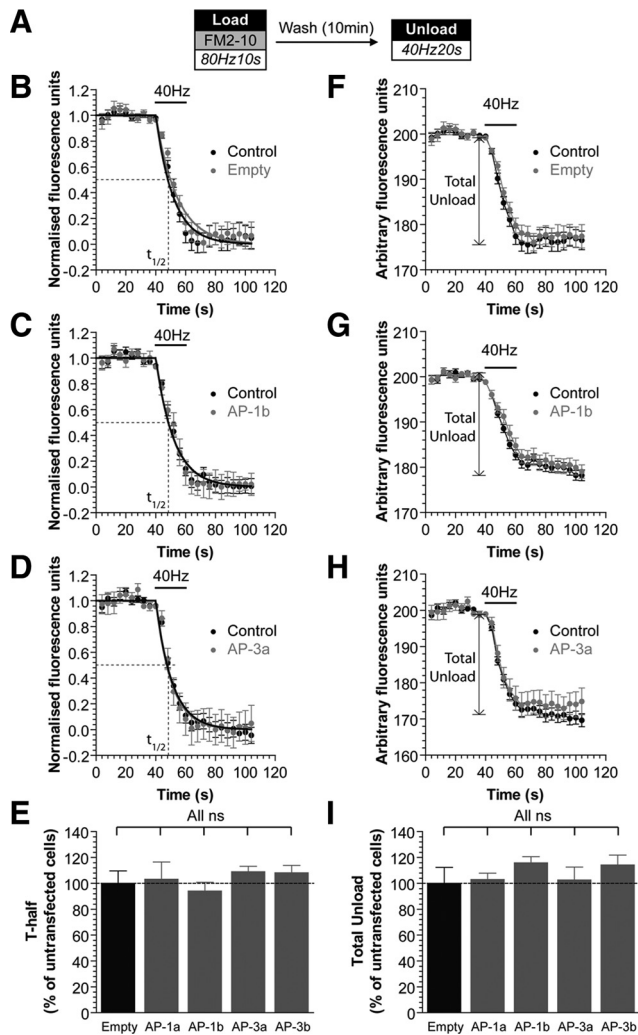 A
Load
FM2-10
80Hz10s
Wash (10min)
Unload
40Hz20s
B
Normalised fluorescence units
1.2
1.0
0.8
0.6
0.4
0.2
0.0
-0.2
40Hz
Control
Empty
t1/2
0 20 40 60 80 100 120
Time (s)
F
Arbitrary fluorescence units
210
200
190
180
170
40Hz
Control
Empty
Total
Unload
0 20 40 60 80 100 120
Time (s)
C
Normalised fluorescence units
1.2
1.0
0.8
0.6
0.4
0.2
0.0
-0.2
40Hz
Control
AP-1b
t1/2
0 20 40 60 80 100 120
Time (s)
G
Arbitrary fluorescence units
210
200
190
180
170
40Hz
Control
AP-1b
Total
Unload
0 20 40 60 80 100 120
Time (s)
D
Normalised fluorescence units
1.2
1.0
0.8
0.6
0.4
0.2
0.0
-0.2
40Hz
Control
AP-3a
t1/2
0 20 40 60 80 100 120
Time (s)
H
Arbitrary fluorescence units
210
200
190
180
170
160
40Hz
Control
AP-3a
Total
Unload
0 20 40 60 80 100 120
Time (s)
E
T-half
(% of untransfected cells)
140
120
100
80
60
40
20
0
All ns
Empty AP-1a AP-1b AP-3a AP-3b
I
Total Unload
(% of untransfected cells)
140
120
100
80
60
40
20
0
All ns
Empty AP-1a AP-1b AP-3a AP-3b